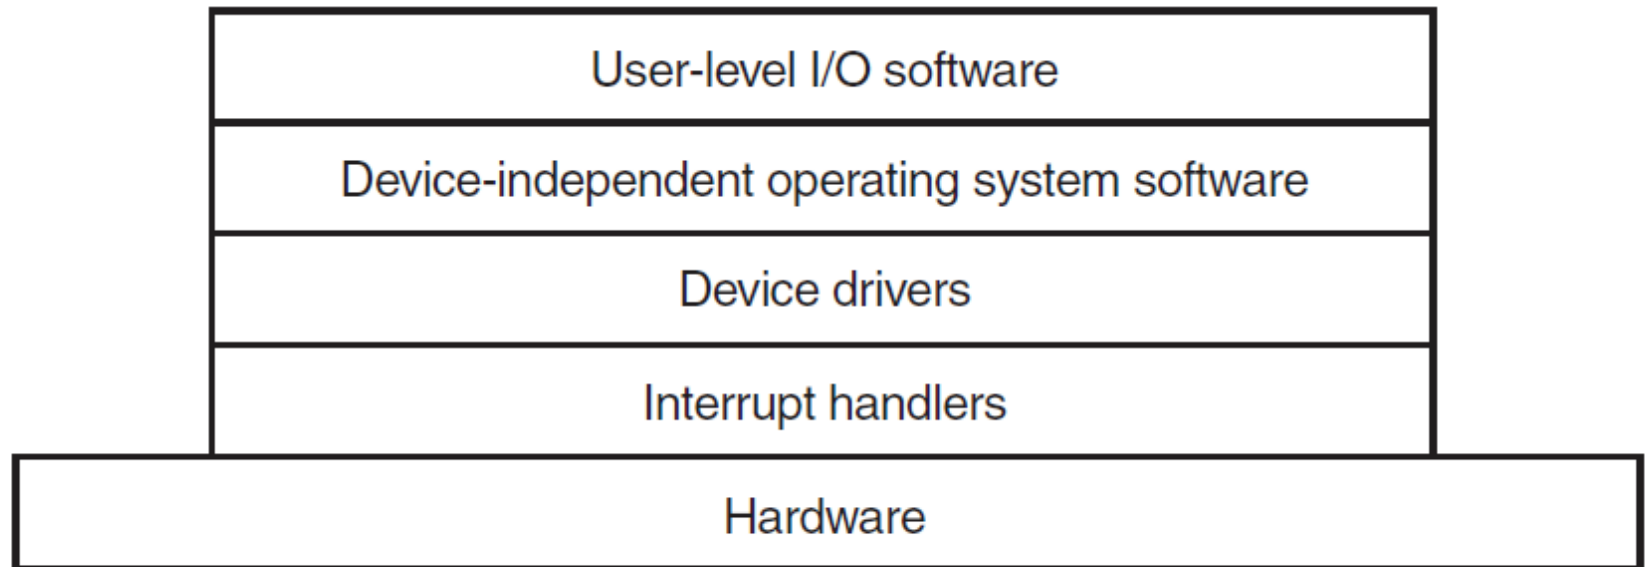 User-level I/O software
Device-independent operating system software
Device drivers
Interrupt handlers
Hardware